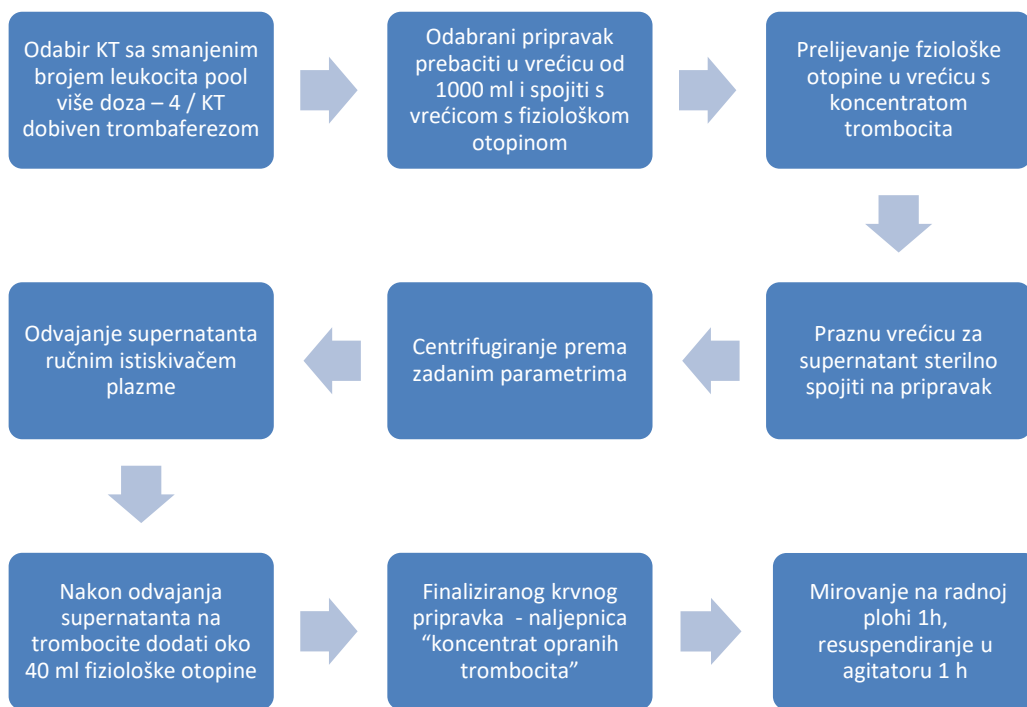 Odabir KT sa smanjenim
brojem leukocita pool
više doza – 4 / KT
dobiven trombaferezom
Odabrani pripravak
prebaciti u vrećicu od
1000 ml i spojiti s
vrećicom s fiziološkom
otopinom
Prelijevanje fziološke
otopine u vrećicu s
koncentratom
trombocita
Praznu vrećicu za
supernatant sterilno
spojiti na pripravak
Centrifugiranje prema
zadanim parametrima
Odvajanje supernatanta
ručnim istiskivačem
plazme
Nakon odvajanja
supernatanta na
trombocite dodati oko
40 ml fiziološke otopine
Finaliziranog krvnog
pripravka - naljepnica
“koncentrat opranih
trombocita”
Mirovanje na radnoj
plohi 1h,
resuspendiranje u
agitatoru 1 h